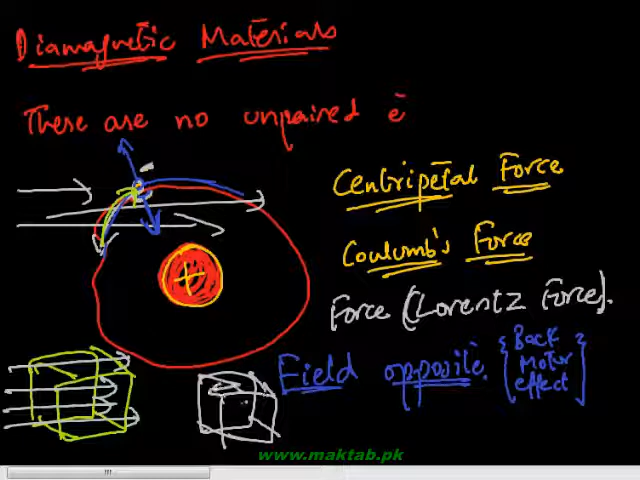 Diamagnetic Materials
There are no unpaired ē
Centripetal Force
Coulomb's Force
Force (Lorentz Force).
Field opposite. {Back
Motor
effect}
+
www.maktab.pk